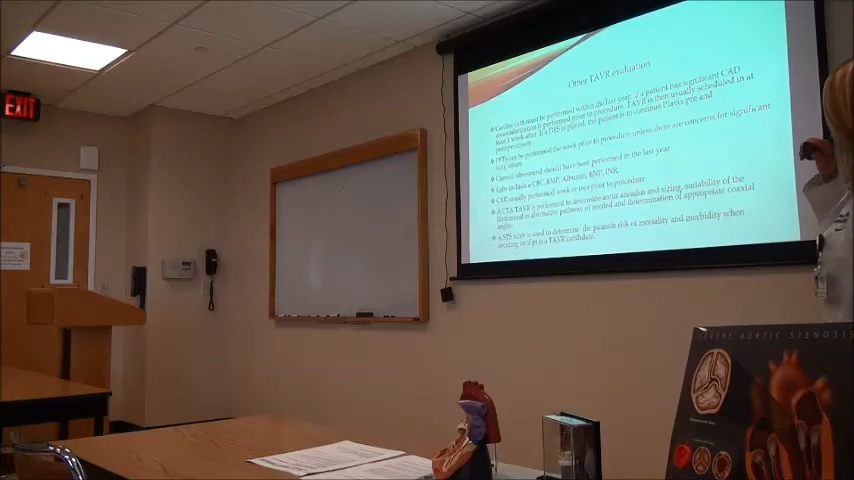 EXIT
Other TAVR evaluation
Cardiac cath must be performed within the last year, if a patient has significant CAD
revascularization is performed prior to procedure. TAVR is then usually scheduled in at
least 1 week after. If a DES is placed, the patient is to continue Plavix pre and
perioperatively.
PFTs can be performed the week prior to procedure unless there are concerns for significant
lung issues.
Carotid ultrasound should have been performed in the last year
Labs include a CBC, BMP, Albumin, BNP, INR,
CXR usually performed week or two prior to procedure
A CTA TAVR is performed to determine aortic annulus and sizing, suitability of the
iliofemoral or alternative pathway if needed and determination of appropriate coaxial
angles.
A STS score is used to determine the patients risk of mortality and morbidity when
deciding on if pt is a TAVR candidate.
SEVERE AORTIC STENOSIS